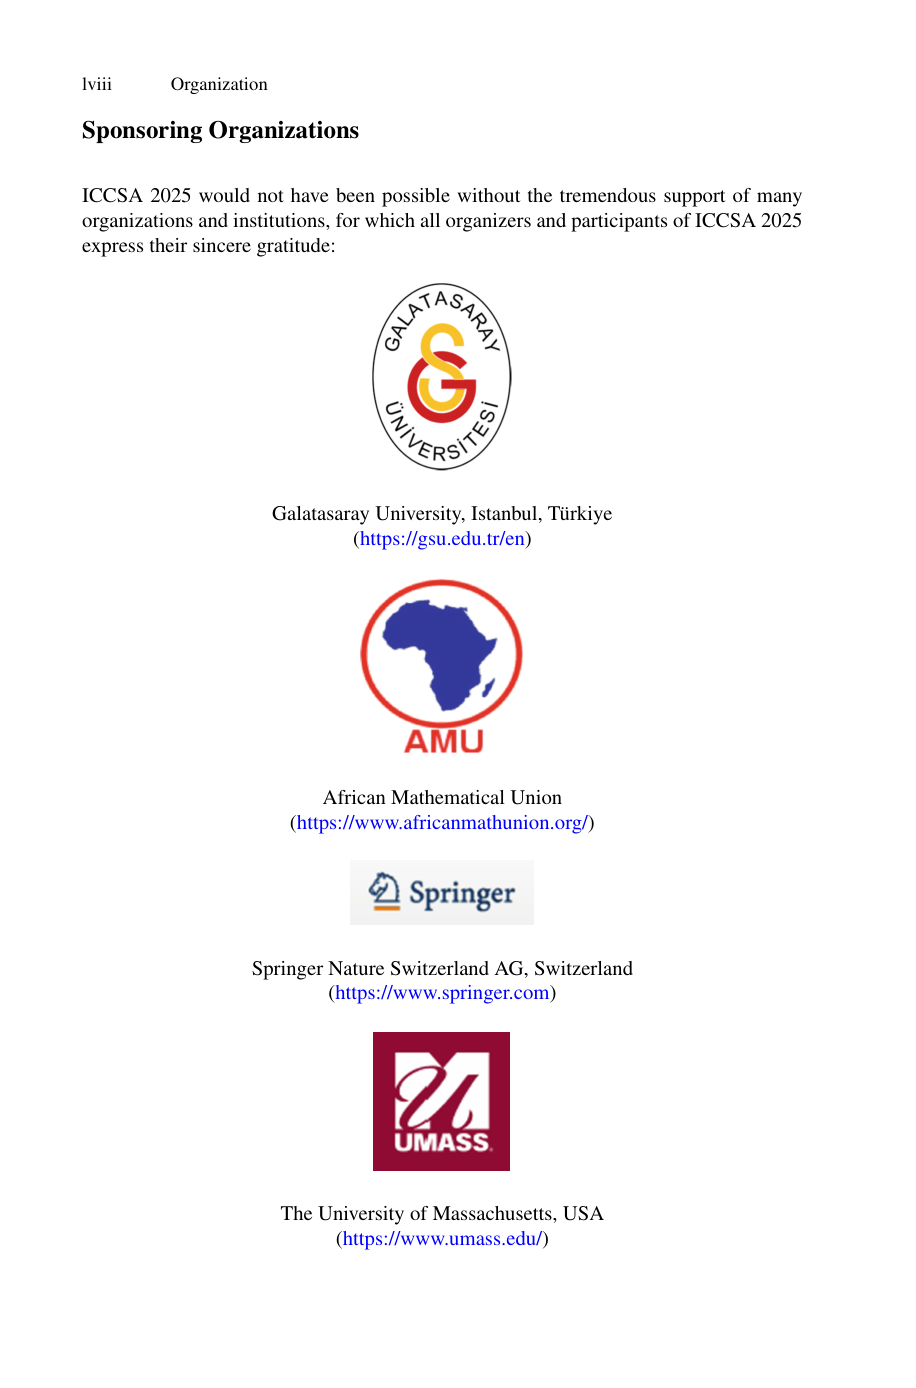 lviii Organization
Sponsoring Organizations
ICCSA 2025 would not have been possible without the tremendous support of many
organizations and institutions, for which all organizers and participants of ICCSA 2025
express their sincere gratitude:
GALATASARAY
ÜNİVERSİTESİ
Galatasaray University, Istanbul, Türkiye
(https://gsu.edu.tr/en)
AMU
African Mathematical Union
(https://www.africanmathunion.org/)
Springer
Springer Nature Switzerland AG, Switzerland
(https://www.springer.com)
UMASS
The University of Massachusetts, USA
(https://www.umass.edu/)